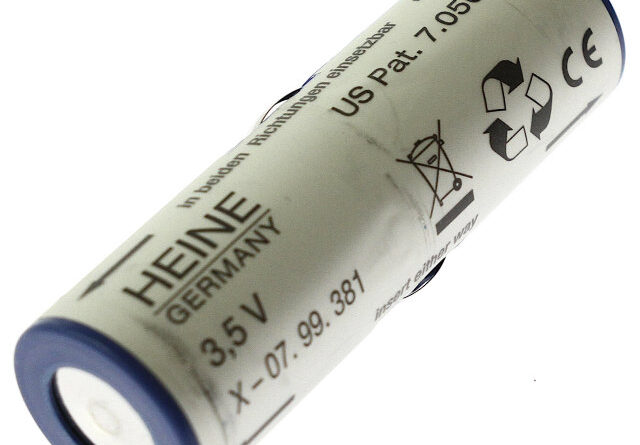 in beiden Richtungen einsetzbar
HEINE
GERMANY
3,5 V
X – 07. 99. 381
US Pat. 7.05
insert either way
CE